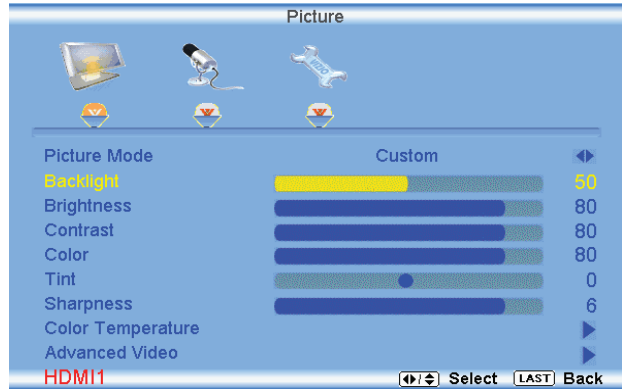 Picture
Picture Mode Custom
Backlight 50
Brightness 80
Contrast 80
Color 80
Tint 0
Sharpness 6
Color Temperature
Advanced Video
HDMI1 Select LAST Back